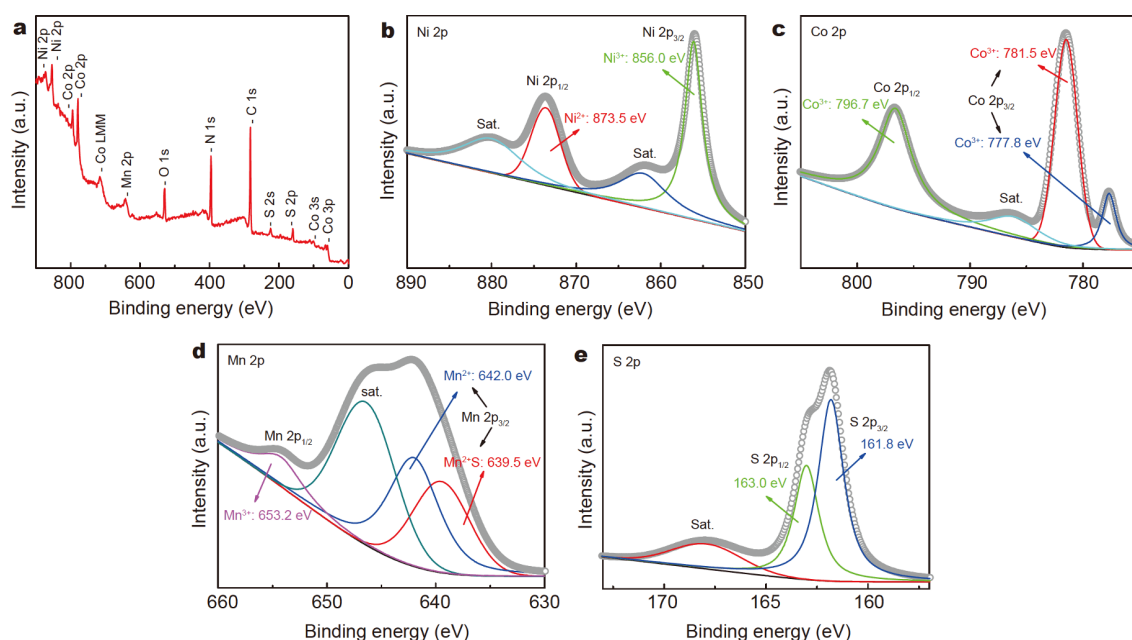 a
Ni 2p
Ni 2p
Co 2p
Co 2p
Co LMM
Mn 2p
O 1s
N 1s
C 1s
S 2s
S 2p
Co 3s
Co 3p
Intensity (a.u.)
800 600 400 200 0
Binding energy (eV)
b
Ni 2p
Ni 2p3/2
Ni³⁺: 856.0 eV
Ni 2p1/2
Sat.
Ni²⁺: 873.5 eV
Sat.
Intensity (a.u.)
890 880 870 860 850
Binding energy (eV)
c
Co 2p
Co³⁺: 781.5 eV
Co 2p1/2
Co³⁺: 796.7 eV
Co 2p3/2
Co³⁺: 777.8 eV
Sat.
Intensity (a.u.)
800 790 780
Binding energy (eV)
d
Mn 2p
Mn²⁺: 642.0 eV
sat.
Mn 2p3/2
Mn 2p1/2
Mn²⁺S: 639.5 eV
Mn³⁺: 653.2 eV
Intensity (a.u.)
660 650 640 630
Binding energy (eV)
e
S 2p
S 2p3/2
161.8 eV
S 2p1/2
163.0 eV
Sat.
Intensity (a.u.)
170 165 160
Binding energy (eV)